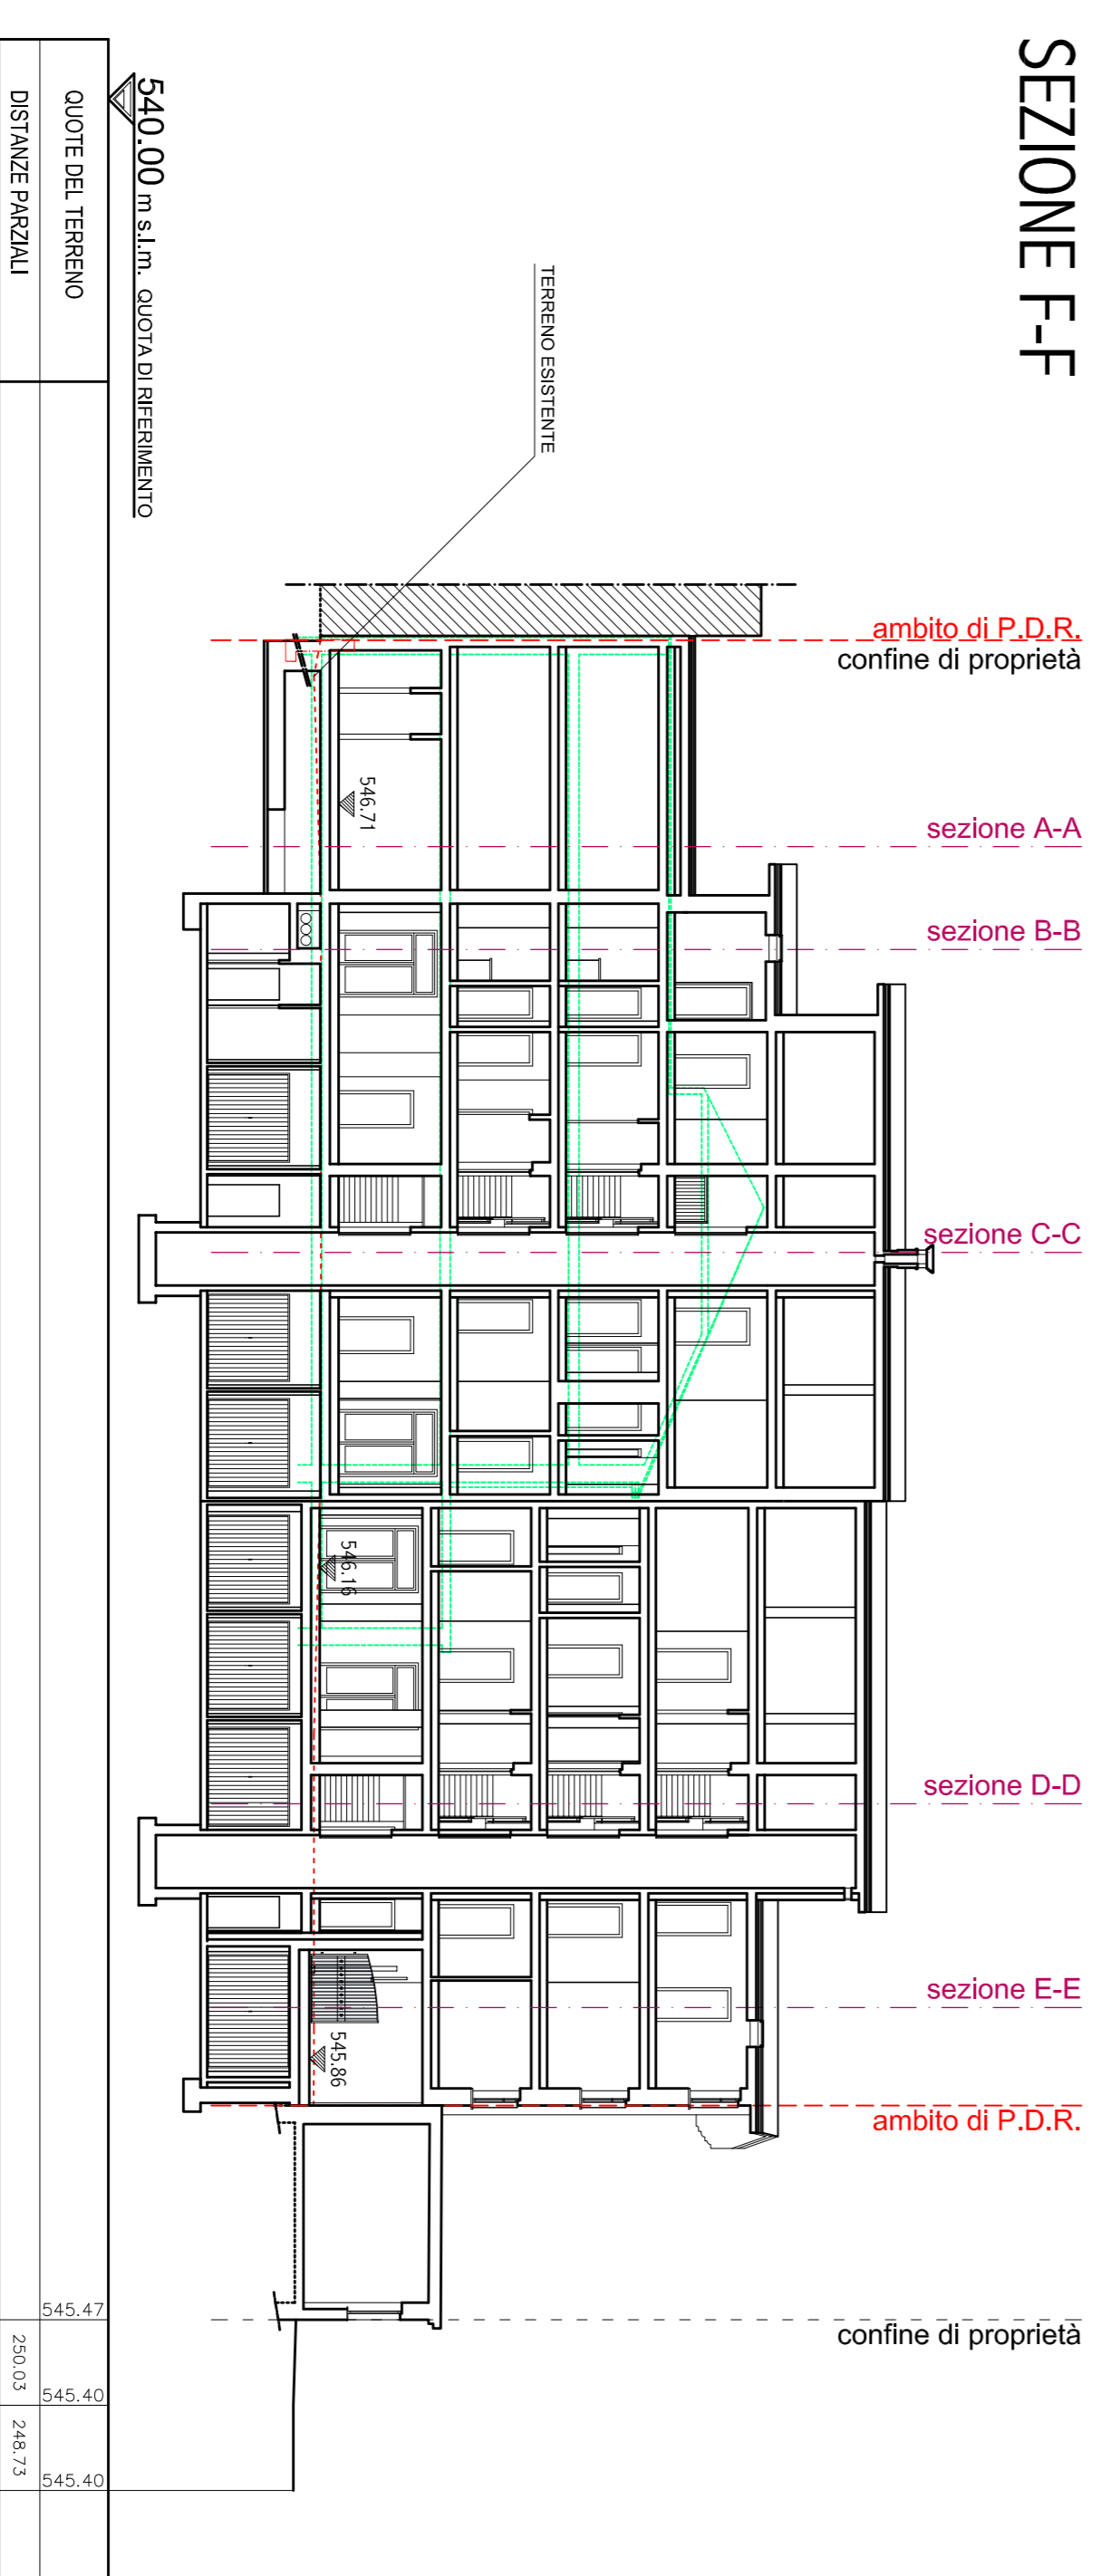 SEZIONE F-F
ambito di P.D.R.
confine di proprietà
sezione A-A
sezione B-B
sezione C-C
sezione D-D
sezione E-E
ambito di P.D.R.
confine di proprietà
TERRENO ESISTENTE
546.71
546.16
545.86
540.00 m s.l.m. QUOTA DI RIFERIMENTO
QUOTE DEL TERRENO
545.47
545.40
545.40
DISTANZE PARZIALI
250.03
248.73